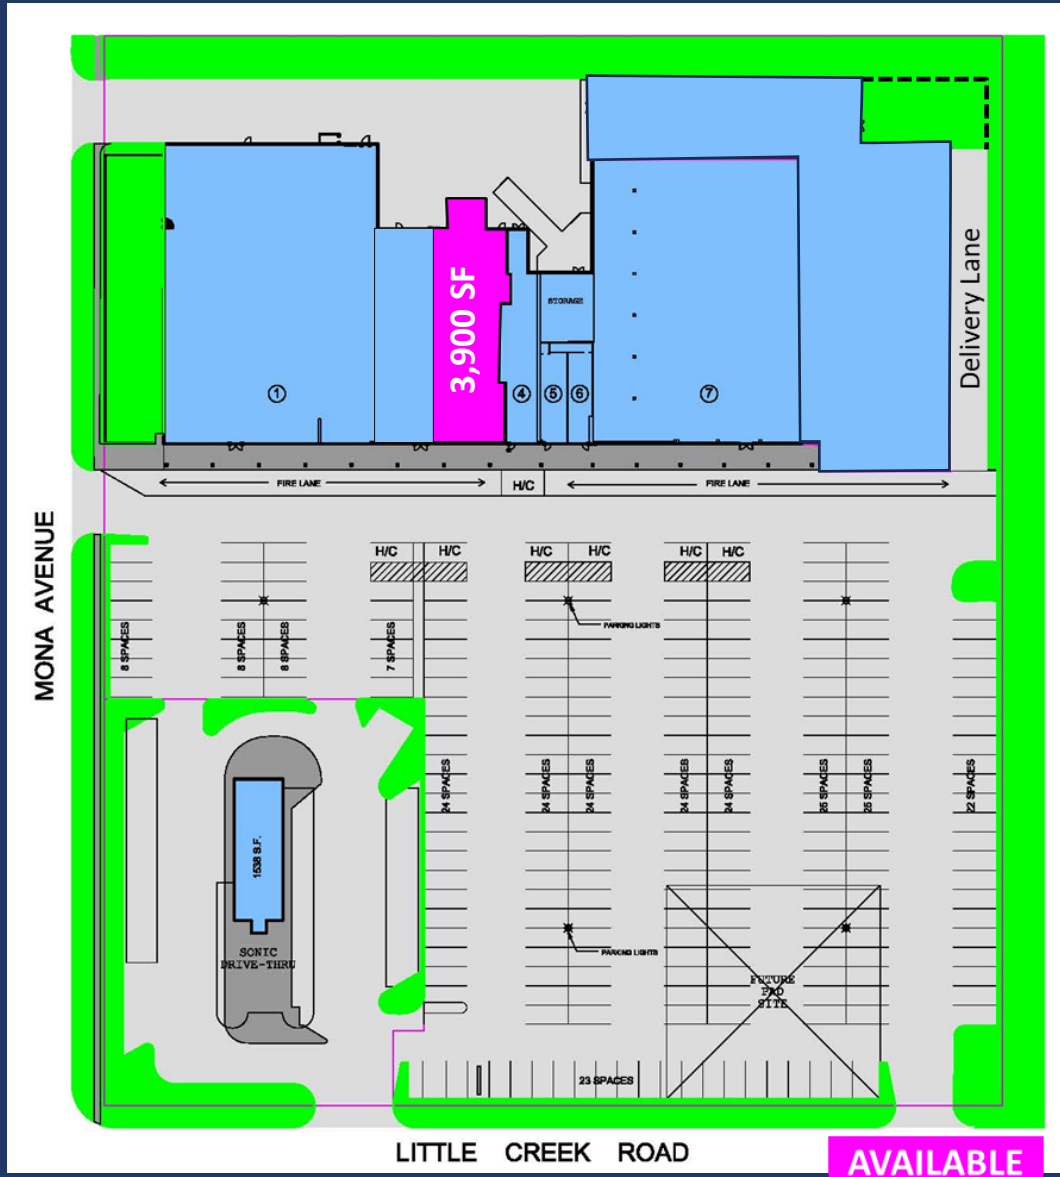 3,900 SF
STORAGE
1
4
5
6
7
Delivery Lane
FIRE LANE
H/C
FIRE LANE
MONA AVENUE
H/C
H/C
H/C
H/C
H/C
H/C
PARKING LIGHTS
8 SPACES
8 SPACES
8 SPACES
7 SPACES
24 SPACES
24 SPACES
24 SPACES
24 SPACES
24 SPACES
25 SPACES
25 SPACES
22 SPACES
1538 S.F.
SONIC
DRIVE-THRU
PARKING LIGHTS
FUTURE
PAD
SITE
23 SPACES
LITTLE CREEK ROAD
AVAILABLE